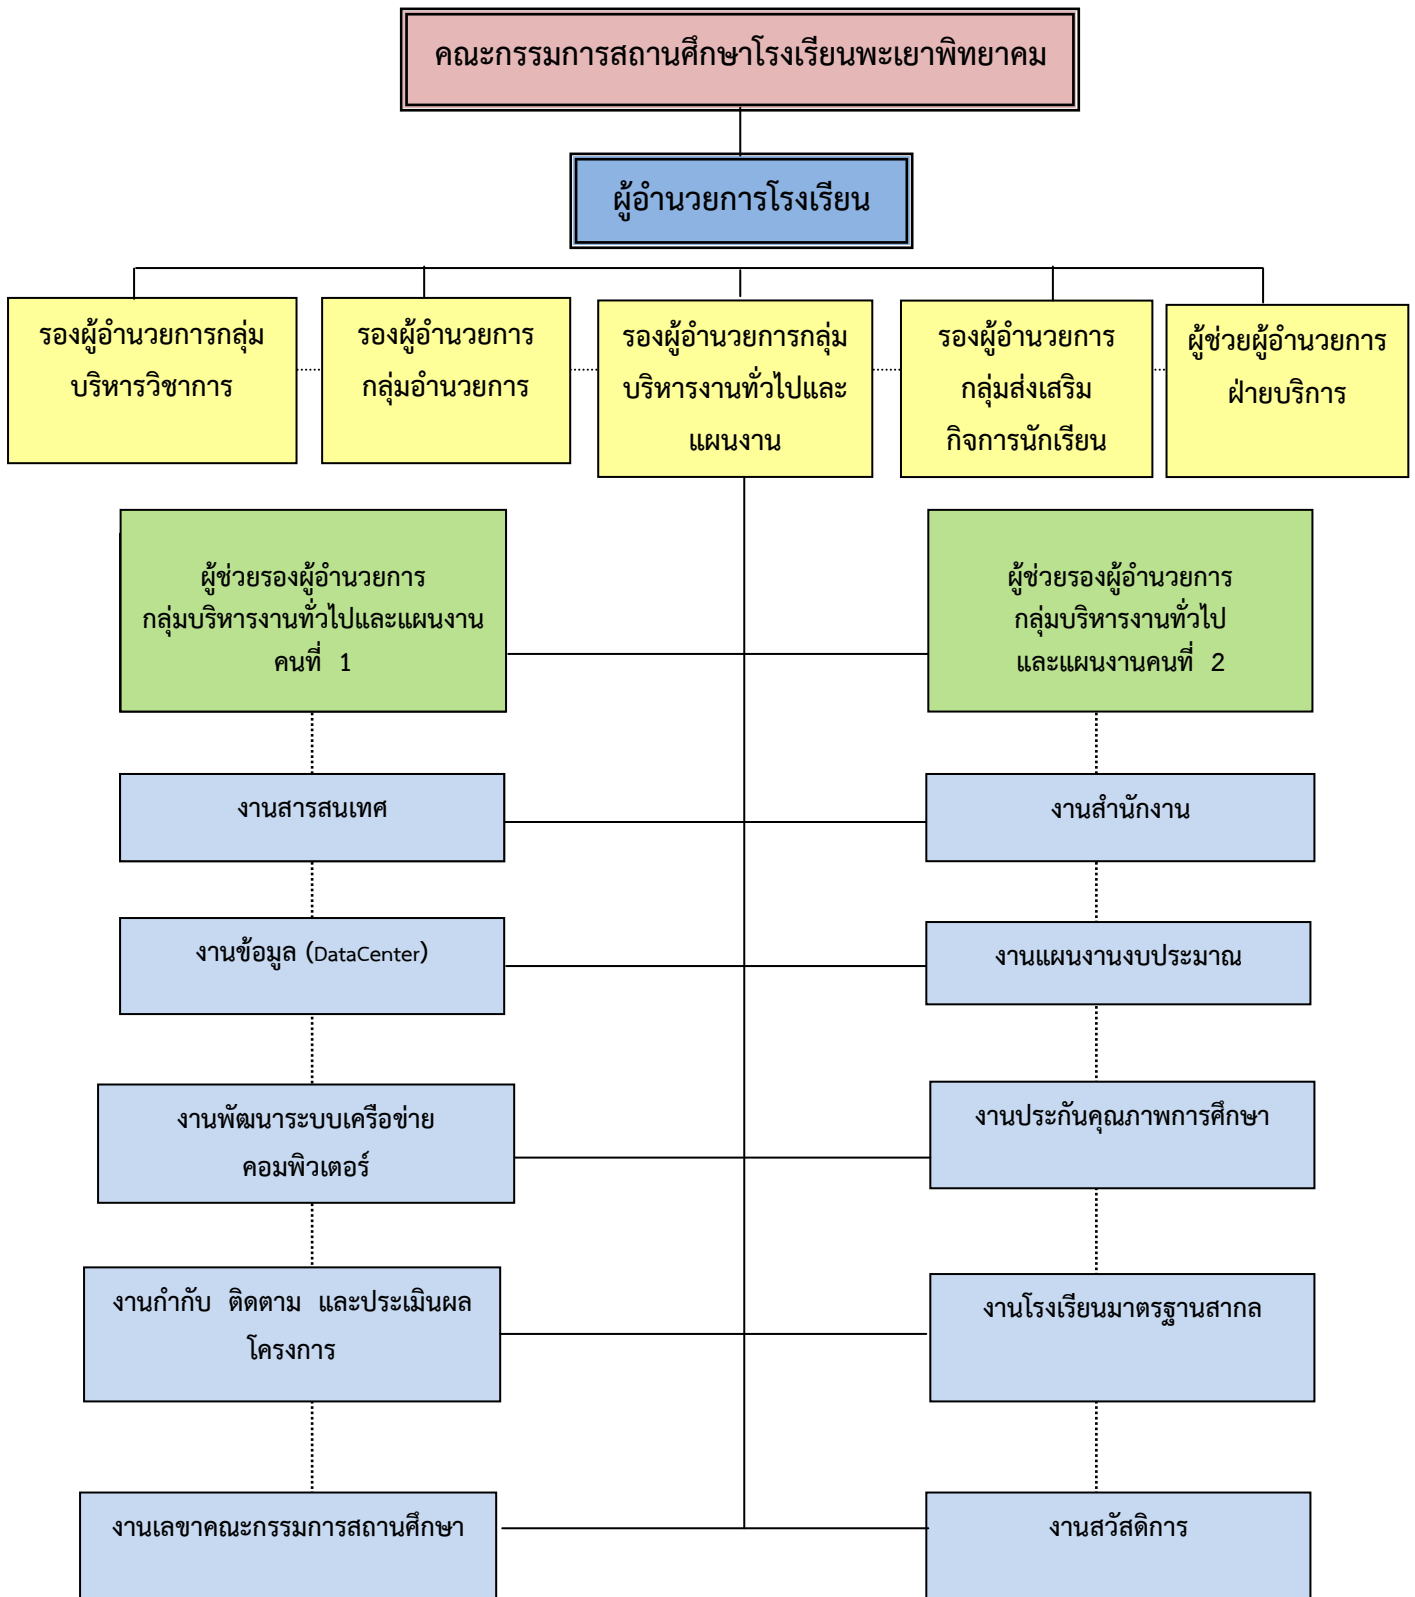 คณะกรรมการสถานศึกษาโรงเรียนพะเยาพิทยาคม
ผู้อำนวยการโรงเรียน
รองผู้อำนวยการกลุ่ม
บริหารวิชาการ
รองผู้อำนวยการ
กลุ่มอำนวยการ
รองผู้อำนวยการกลุ่ม
บริหารงานทั่วไปและ
แผนงาน
รองผู้อำนวยการ
กลุ่มส่งเสริม
กิจการนักเรียน
ผู้ช่วยผู้อำนวยการ
ฝ่ายบริการ
ผู้ช่วยรองผู้อำนวยการ
กลุ่มบริหารงานทั่วไปและแผนงาน
คนที่ 1
ผู้ช่วยรองผู้อำนวยการ
กลุ่มบริหารงานทั่วไป
และแผนงานคนที่ 2
งานสารสนเทศ
งานสำนักงาน
งานข้อมูล (DataCenter)
งานแผนงานงบประมาณ
งานพัฒนาระบบเครือข่าย
คอมพิวเตอร์
งานประกันคุณภาพการศึกษา
งานกำกับ ติดตาม และประเมินผล
โครงการ
งานโรงเรียนมาตรฐานสากล
งานเลขาคณะกรรมการสถานศึกษา
งานสวัสดิการ